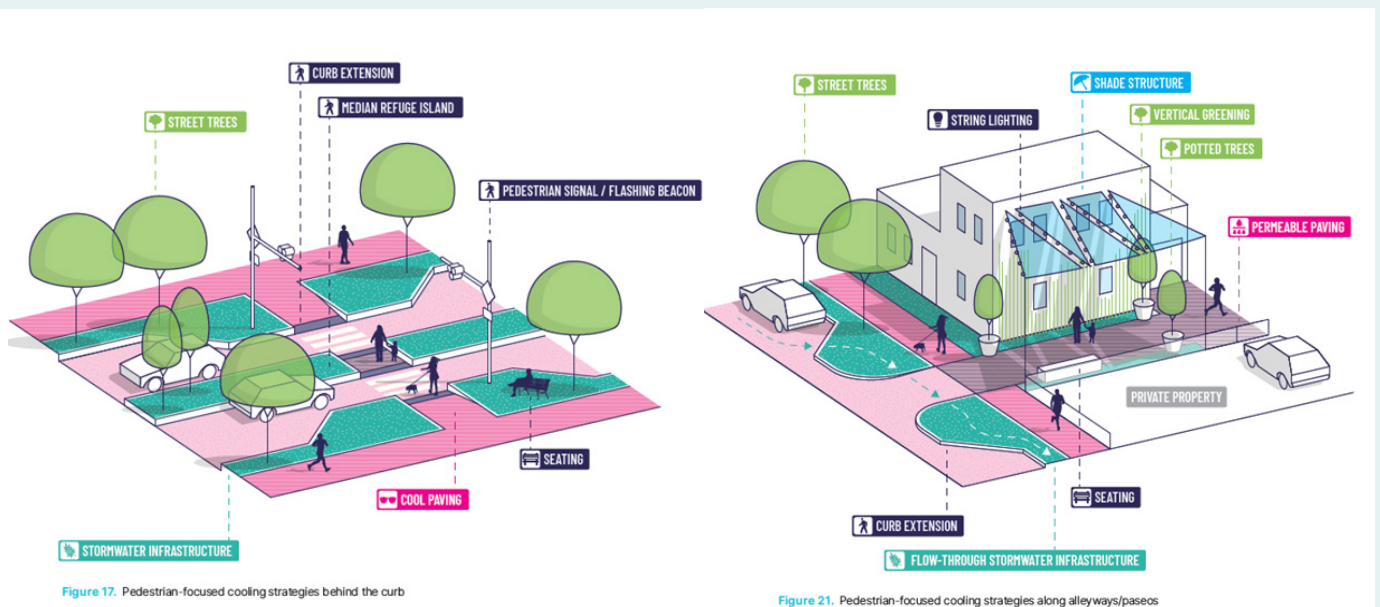 CURB EXTENSION
MEDIAN REFUGE ISLAND
STREET TREES
PEDESTRIAN SIGNAL / FLASHING BEACON
SEATING
COOL PAVING
STORMWATER INFRASTRUCTURE
Figure 17. Pedestrian-focused cooling strategies behind the curb
STREET TREES
SHADE STRUCTURE
STRING LIGHTING
VERTICAL GREENING
POTTED TREES
PERMEABLE PAVING
PRIVATE PROPERTY
SEATING
CURB EXTENSION
FLOW-THROUGH STORMWATER INFRASTRUCTURE
Figure 21. Pedestrian-focused cooling strategies along alleyways/paseos